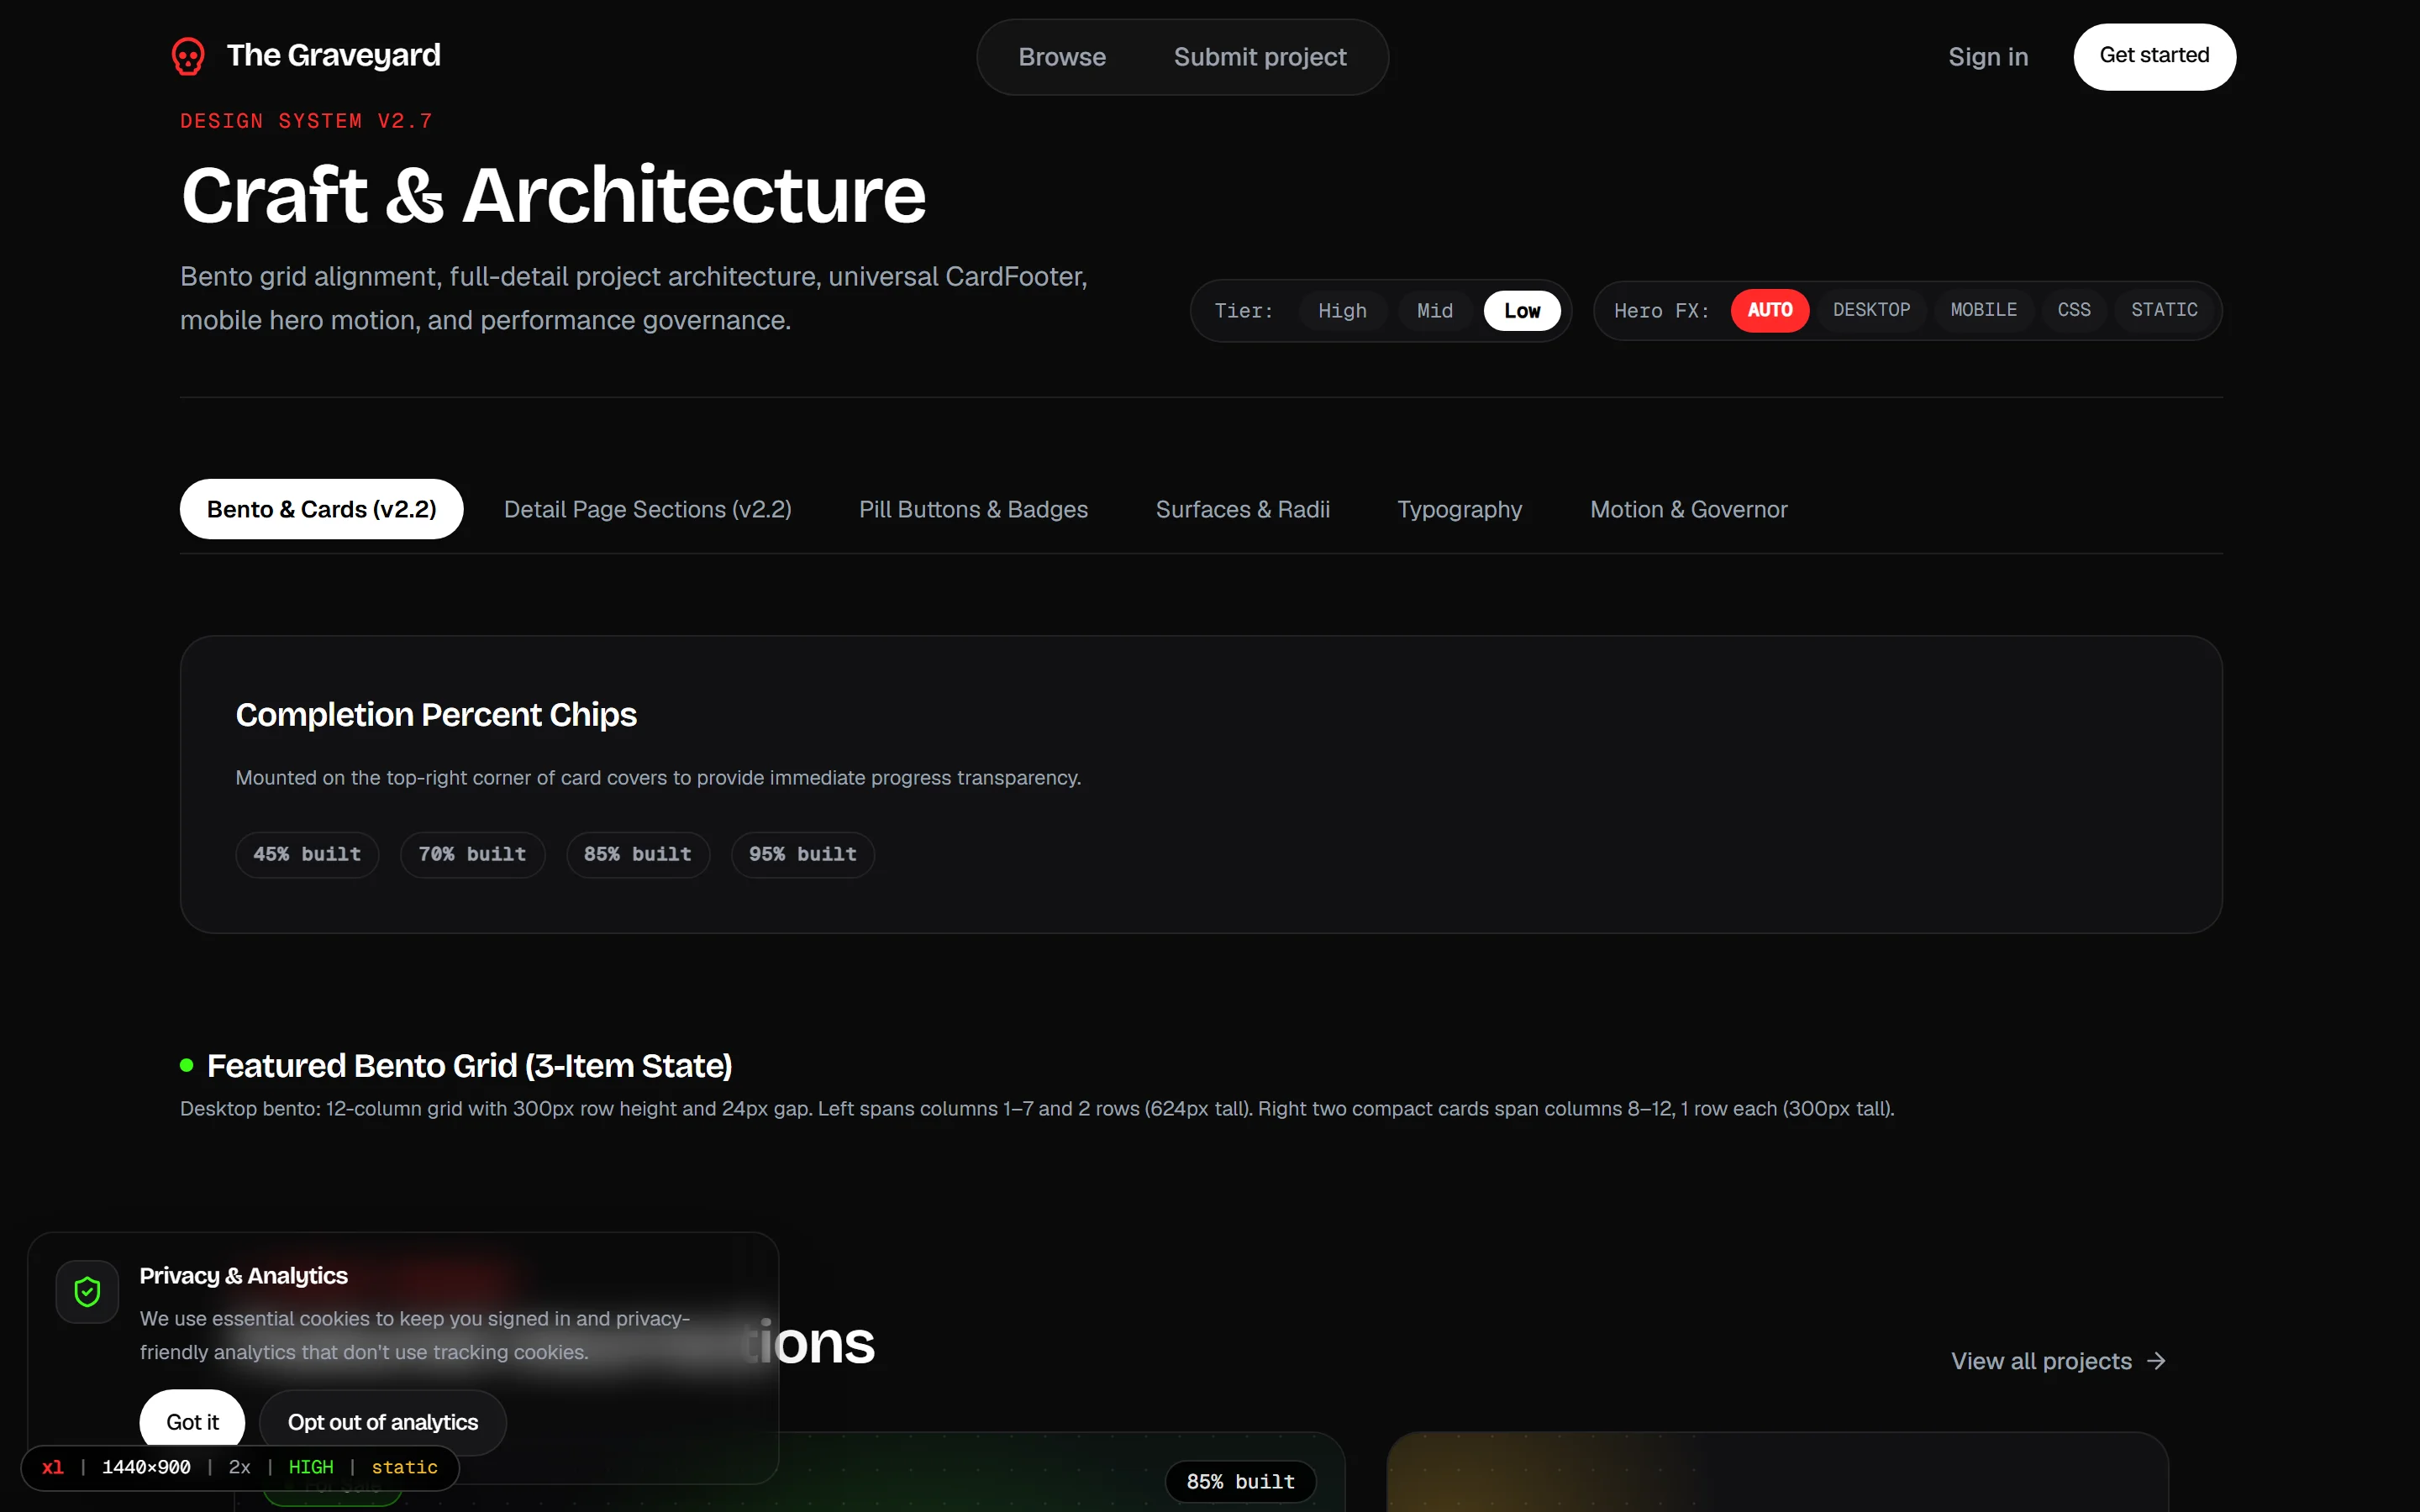 The Graveyard
Browse
Submit project
Sign in
Get started
DESIGN SYSTEM V2.7
Craft & Architecture
Bento grid alignment, full-detail project architecture, universal CardFooter,
mobile hero motion, and performance governance.
Tier: High Mid Low
Hero FX: AUTO DESKTOP MOBILE CSS STATIC
Bento & Cards (v2.2)
Detail Page Sections (v2.2)
Pill Buttons & Badges
Surfaces & Radii
Typography
Motion & Governor
Completion Percent Chips
Mounted on the top-right corner of card covers to provide immediate progress transparency.
45% built
70% built
85% built
95% built
Featured Bento Grid (3-Item State)
Desktop bento: 12-column grid with 300px row height and 24px gap. Left spans columns 1–7 and 2 rows (624px tall). Right two compact cards span columns 8–12, 1 row each (300px tall).
Privacy & Analytics
We use essential cookies to keep you signed in and privacy-
friendly analytics that don't use tracking cookies.
Got it
Opt out of analytics
tions
View all projects →
xl | 1440×900 | 2x | HIGH | static
85% built